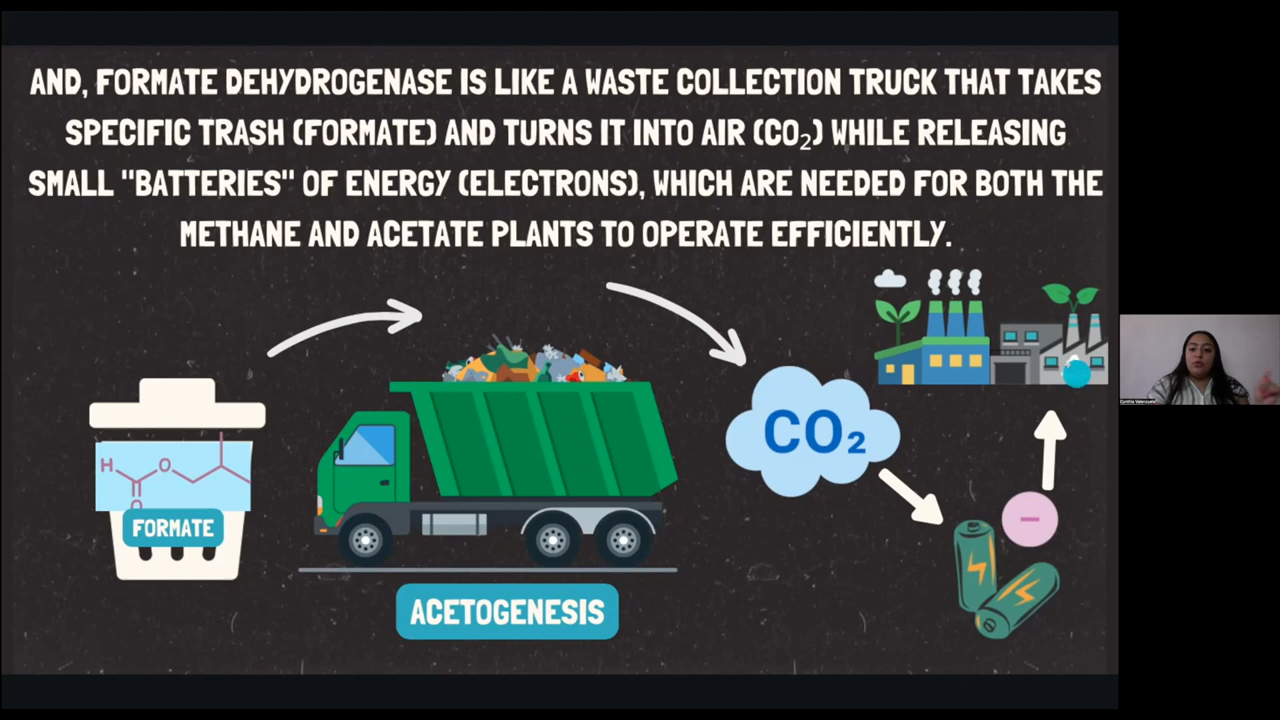 AND, FORMATE DEHYDROGENASE IS LIKE A WASTE COLLECTION TRUCK THAT TAKES
SPECIFIC TRASH (FORMATE) AND TURNS IT INTO AIR (CO₂) WHILE RELEASING
SMALL "BATTERIES" OF ENERGY (ELECTRONS), WHICH ARE NEEDED FOR BOTH THE
METHANE AND ACETATE PLANTS TO OPERATE EFFICIENTLY.
H O
O
FORMATE
CO₂
−
ACETOGENESIS
Cynthia Valenzuela